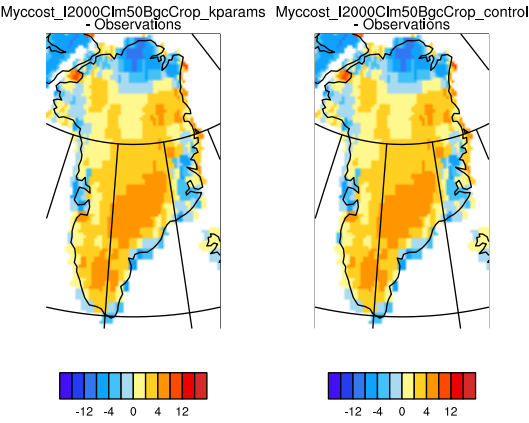 Myccost_I2000Clm50BgcCrop_kparams
- Observations
Myccost_I2000Clm50BgcCrop_control
- Observations
-12 -4 0 4 12
-12 -4 0 4 12